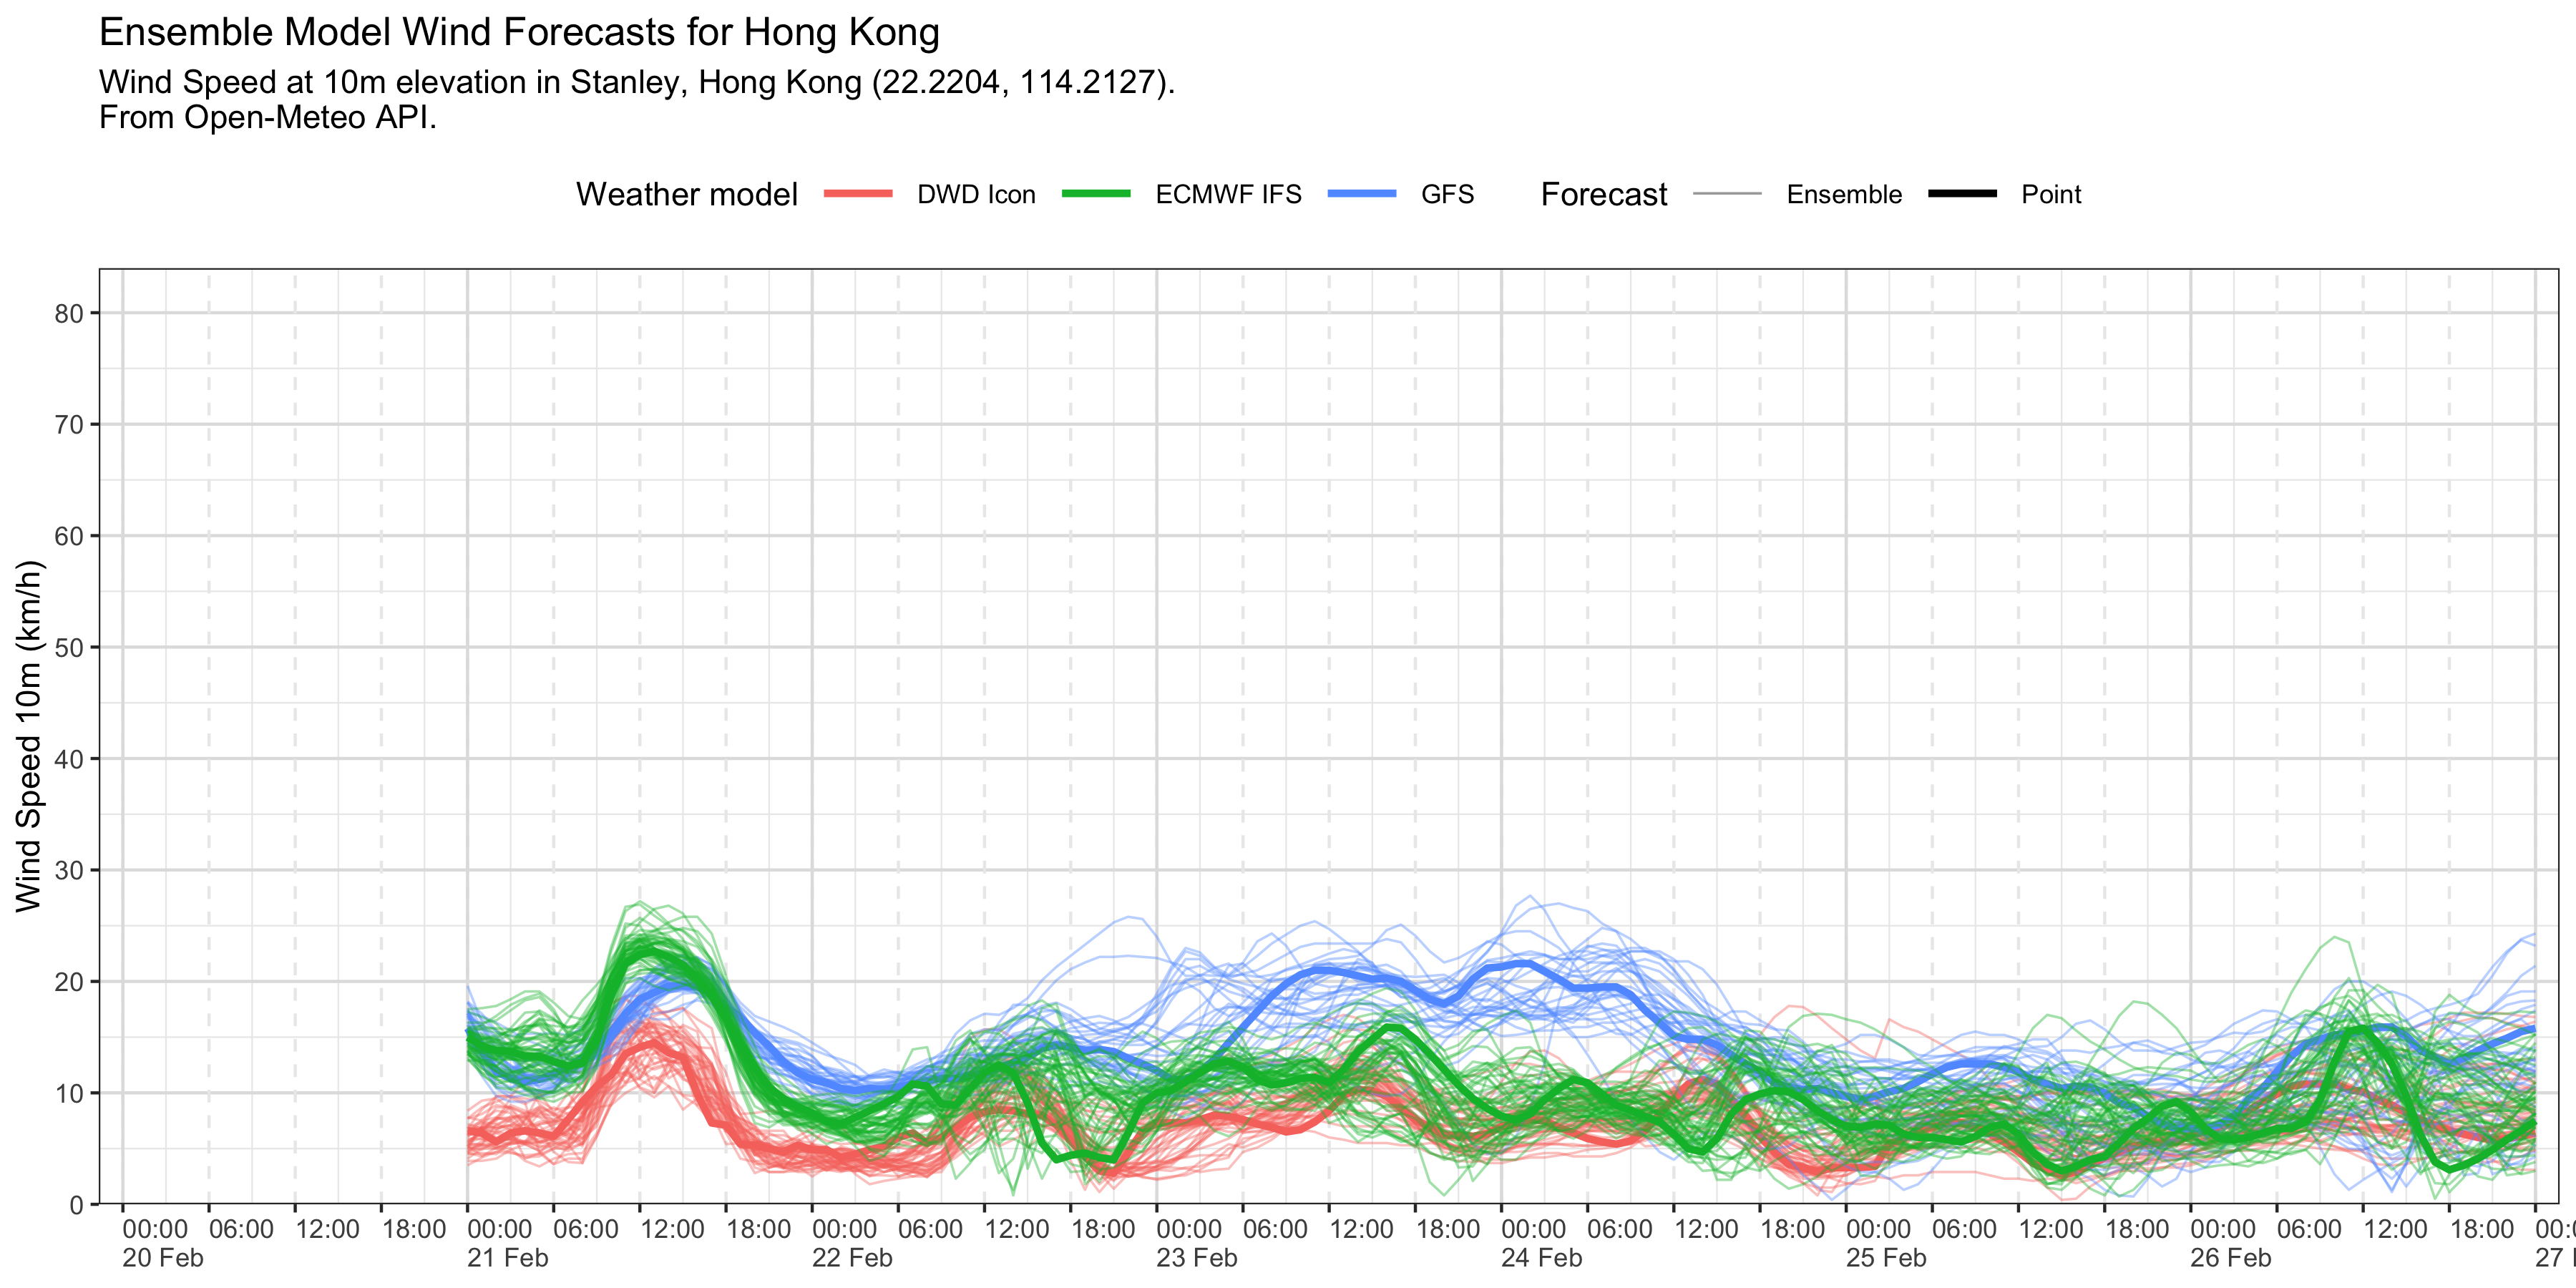 Ensemble Model Wind Forecasts for Hong Kong
Wind Speed at 10m elevation in Stanley, Hong Kong (22.2204, 114.2127).
From Open-Meteo API.
Weather model DWD Icon ECMWF IFS GFS Forecast Ensemble Point
Wind Speed 10m (km/h)
80
70
60
50
40
30
20
10
0
00:00 06:00 12:00 18:00 00:00 06:00 12:00 18:00 00:00 06:00 12:00 18:00 00:00 06:00 12:00 18:00 00:00 06:00 12:00 18:00 00:00 06:00 12:00 18:00 00:00 06:00 12:00 18:00
20 Feb 21 Feb 22 Feb 23 Feb 24 Feb 25 Feb 26 Feb 27